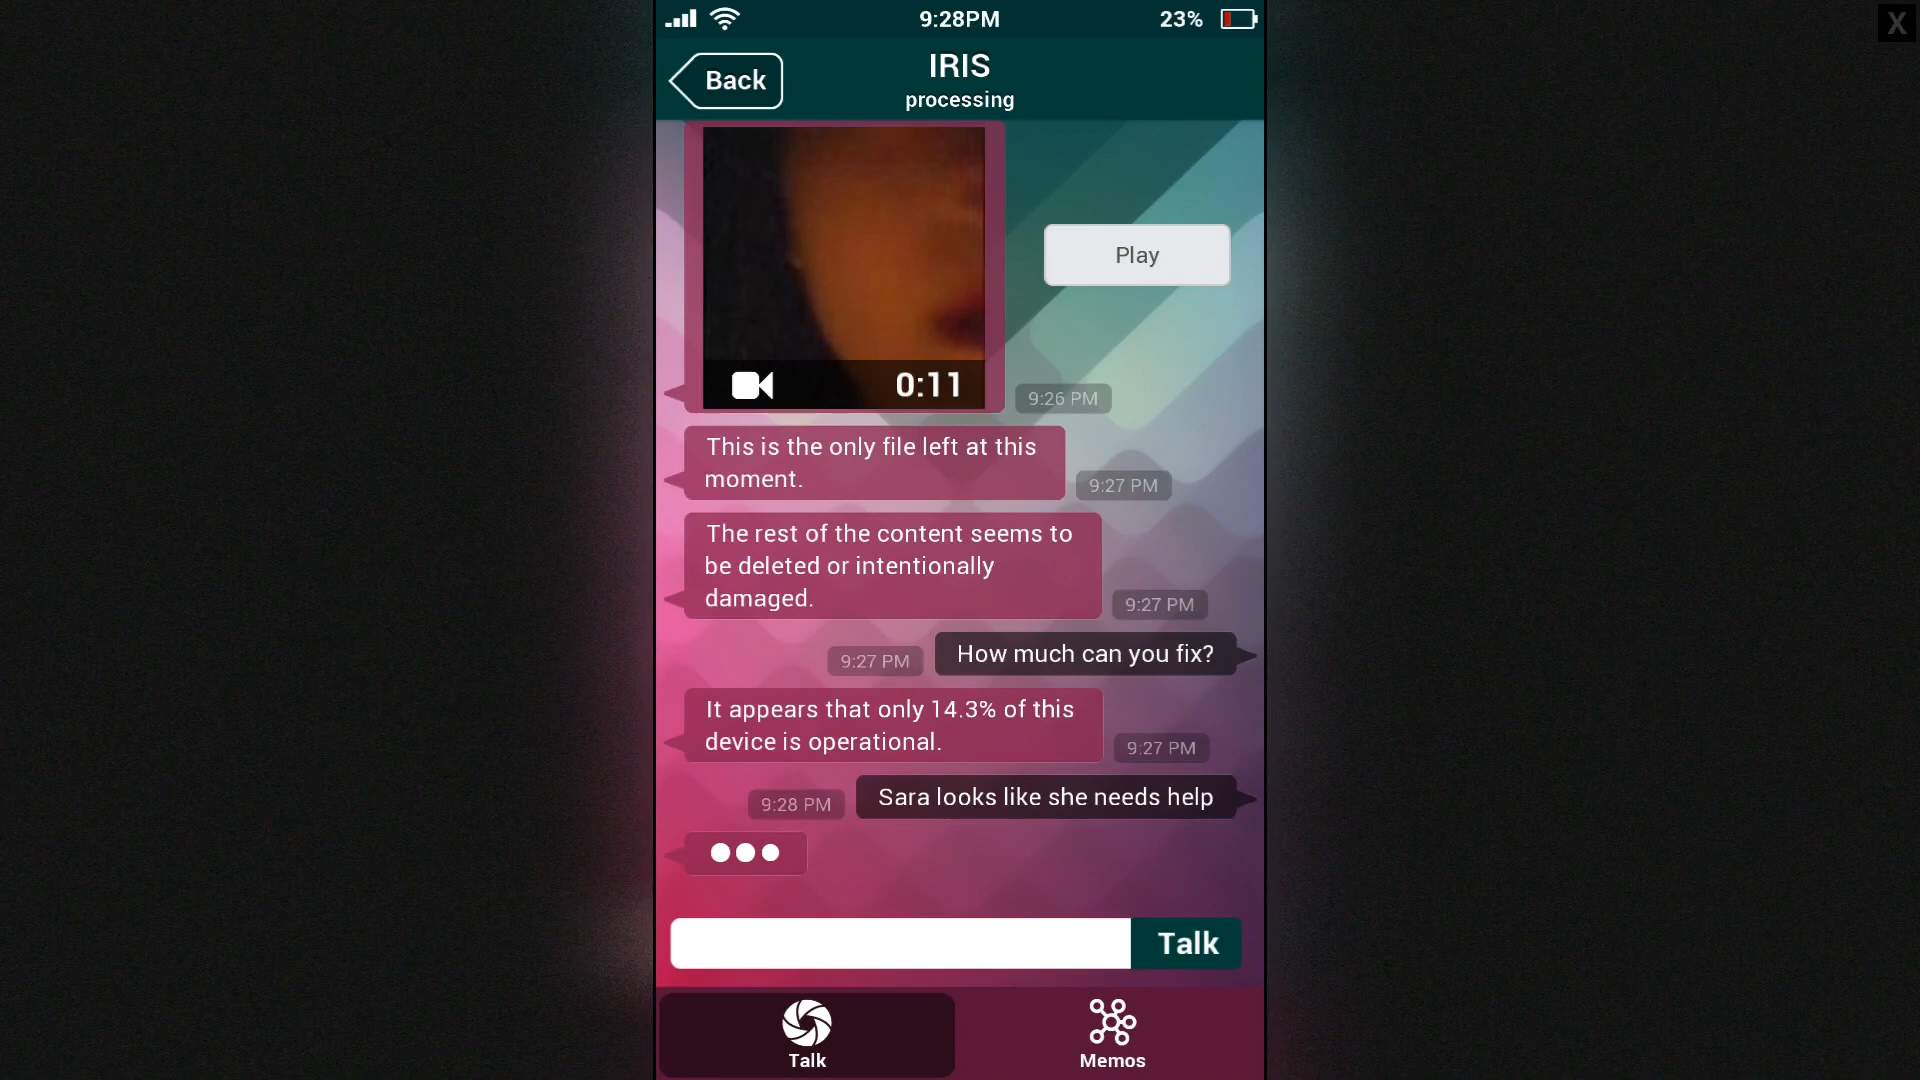 9:28PM
23%
X
Back
IRIS
processing
Play
0:11
9:26 PM
This is the only file left at this
moment.
9:27 PM
The rest of the content seems to
be deleted or intentionally
damaged.
9:27 PM
9:27 PM
How much can you fix?
It appears that only 14.3% of this
device is operational.
9:27 PM
9:28 PM
Sara looks like she needs help
Talk
Talk
Memos